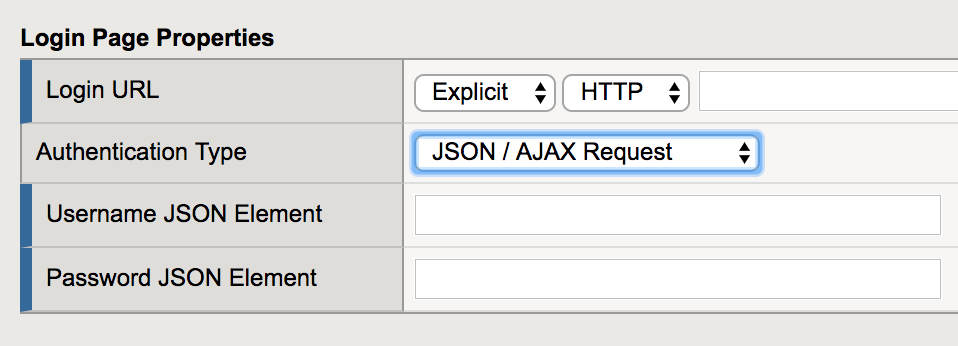 Login Page Properties
Login URL Explicit HTTP
Authentication Type JSON / AJAX Request
Username JSON Element
Password JSON Element